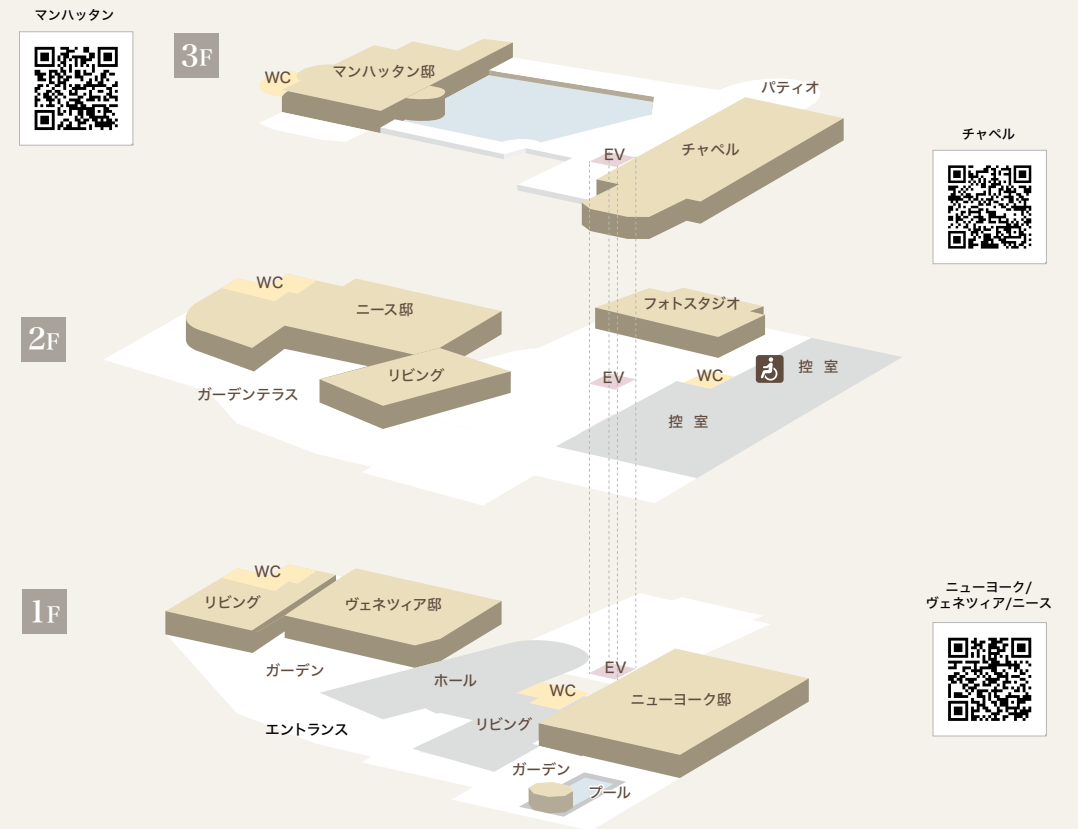 マンハッタン
3F
WC
マンハッタン邸
パティオ
チャペル
EV
チャペル
2F
WC
ニース邸
フォトスタジオ
リビング
ガーデンテラス
EV
WC
控 室
控 室
1F
WC
リビング
ヴェネツィア邸
ニューヨーク/
ヴェネツィア/ニース
ガーデン
ホール
EV
WC
ニューヨーク邸
エントランス
リビング
ガーデン
プール